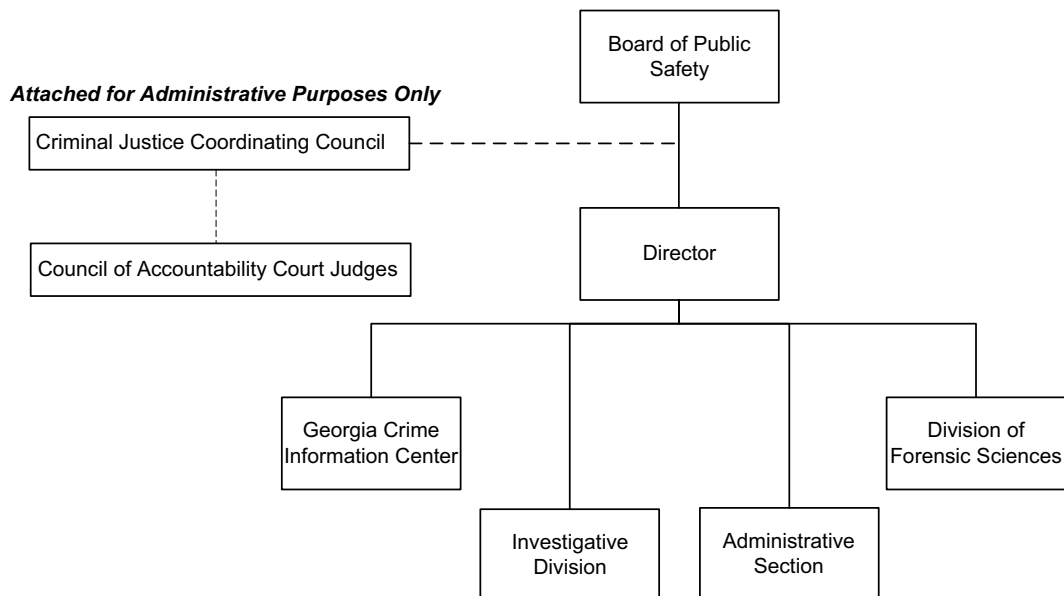 Board of Public
Safety
Attached for Administrative Purposes Only
Criminal Justice Coordinating Council
Council of Accountability Court Judges
Director
Georgia Crime
Information Center
Division of
Forensic Sciences
Investigative
Division
Administrative
Section